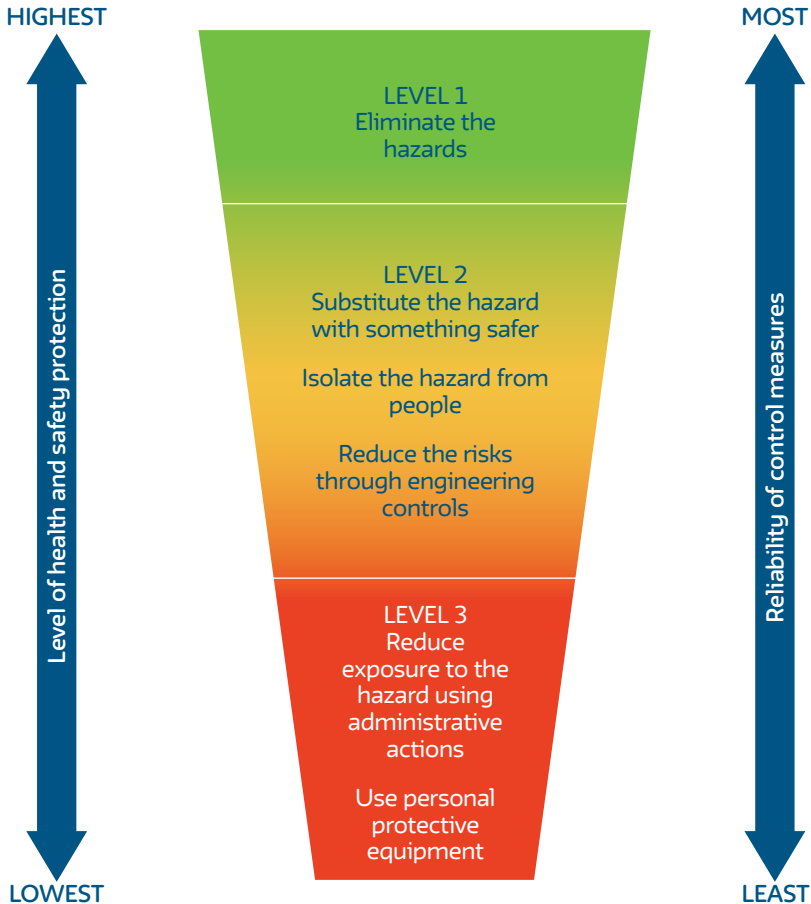 HIGHEST
MOST
LEVEL 1
Eliminate the
hazards
LEVEL 2
Substitute the hazard
with something safer
Isolate the hazard from
people
Reduce the risks
through engineering
controls
LEVEL 3
Reduce
exposure to the
hazard using
administrative
actions
Use personal
protective
equipment
Level of health and safety protection
Reliability of control measures
LOWEST
LEAST